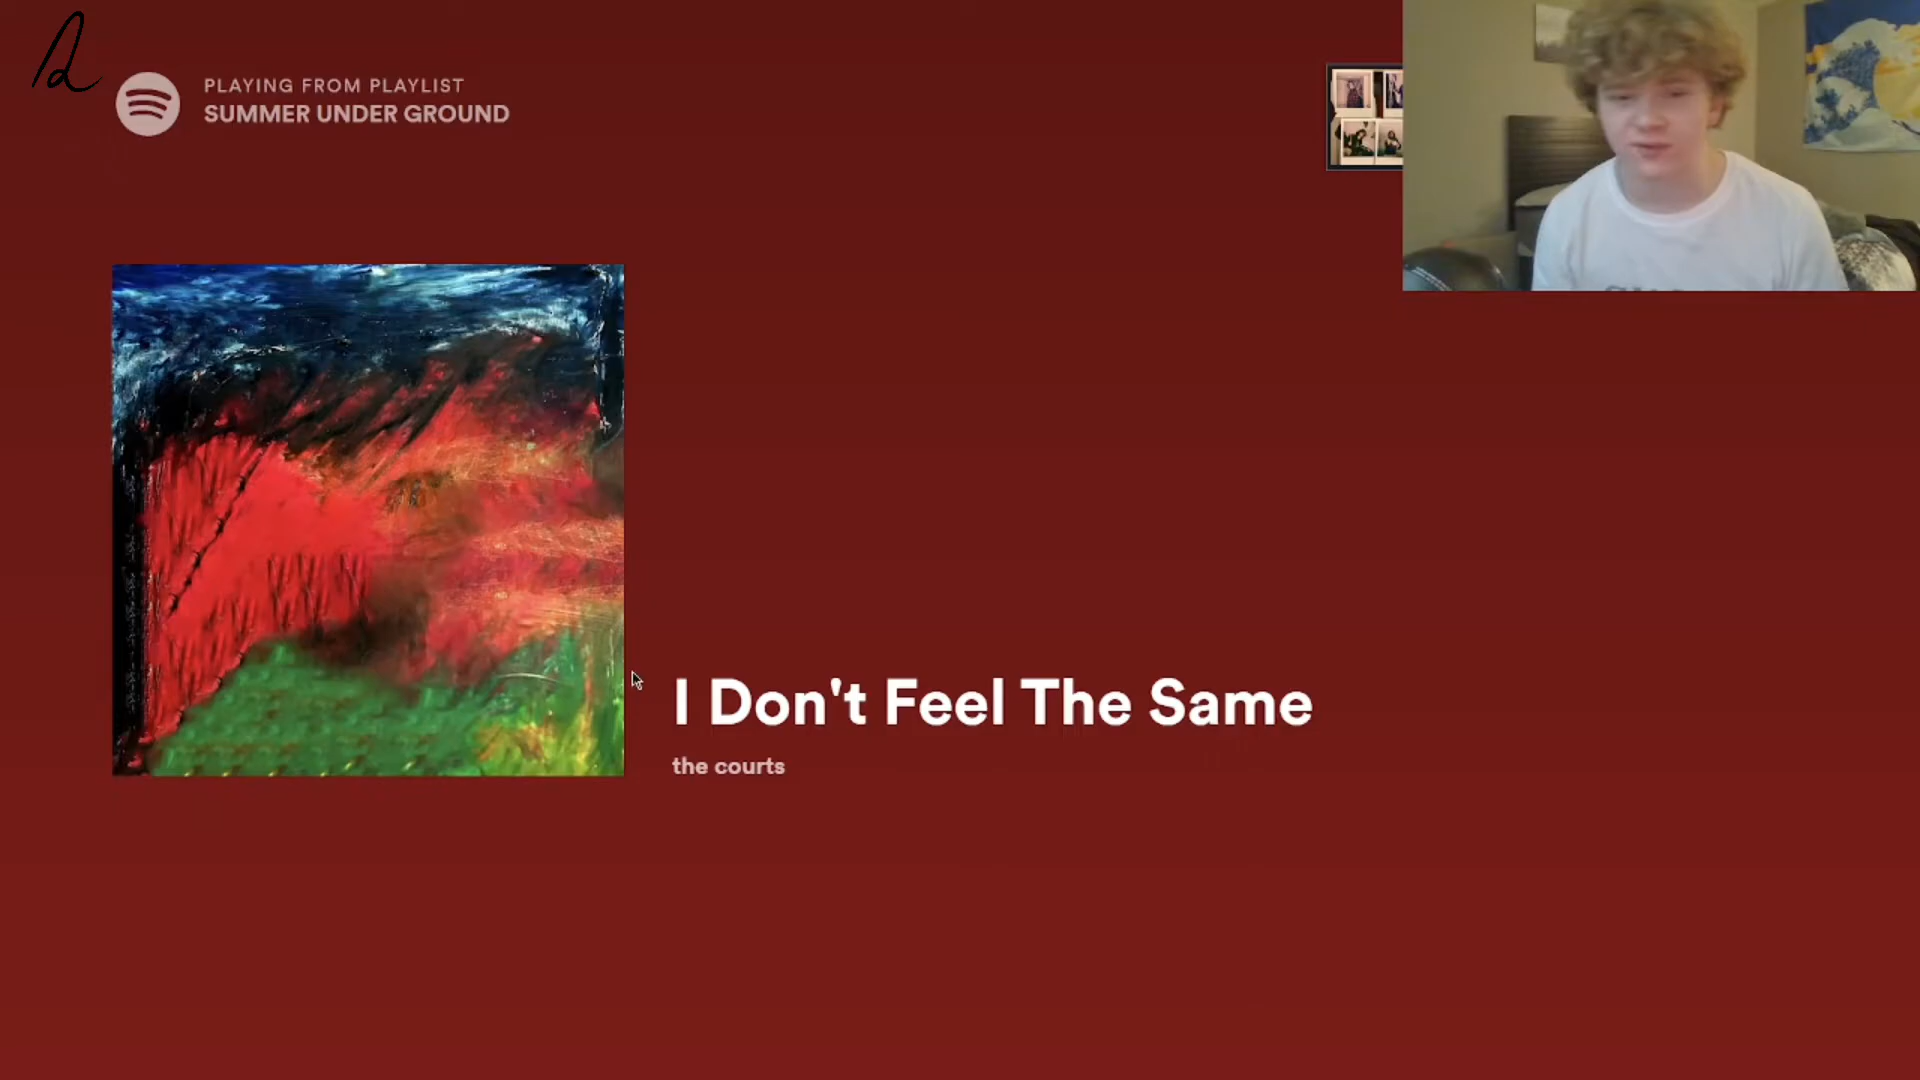 PLAYING FROM PLAYLIST
SUMMER UNDER GROUND
I Don't Feel The Same
the courts